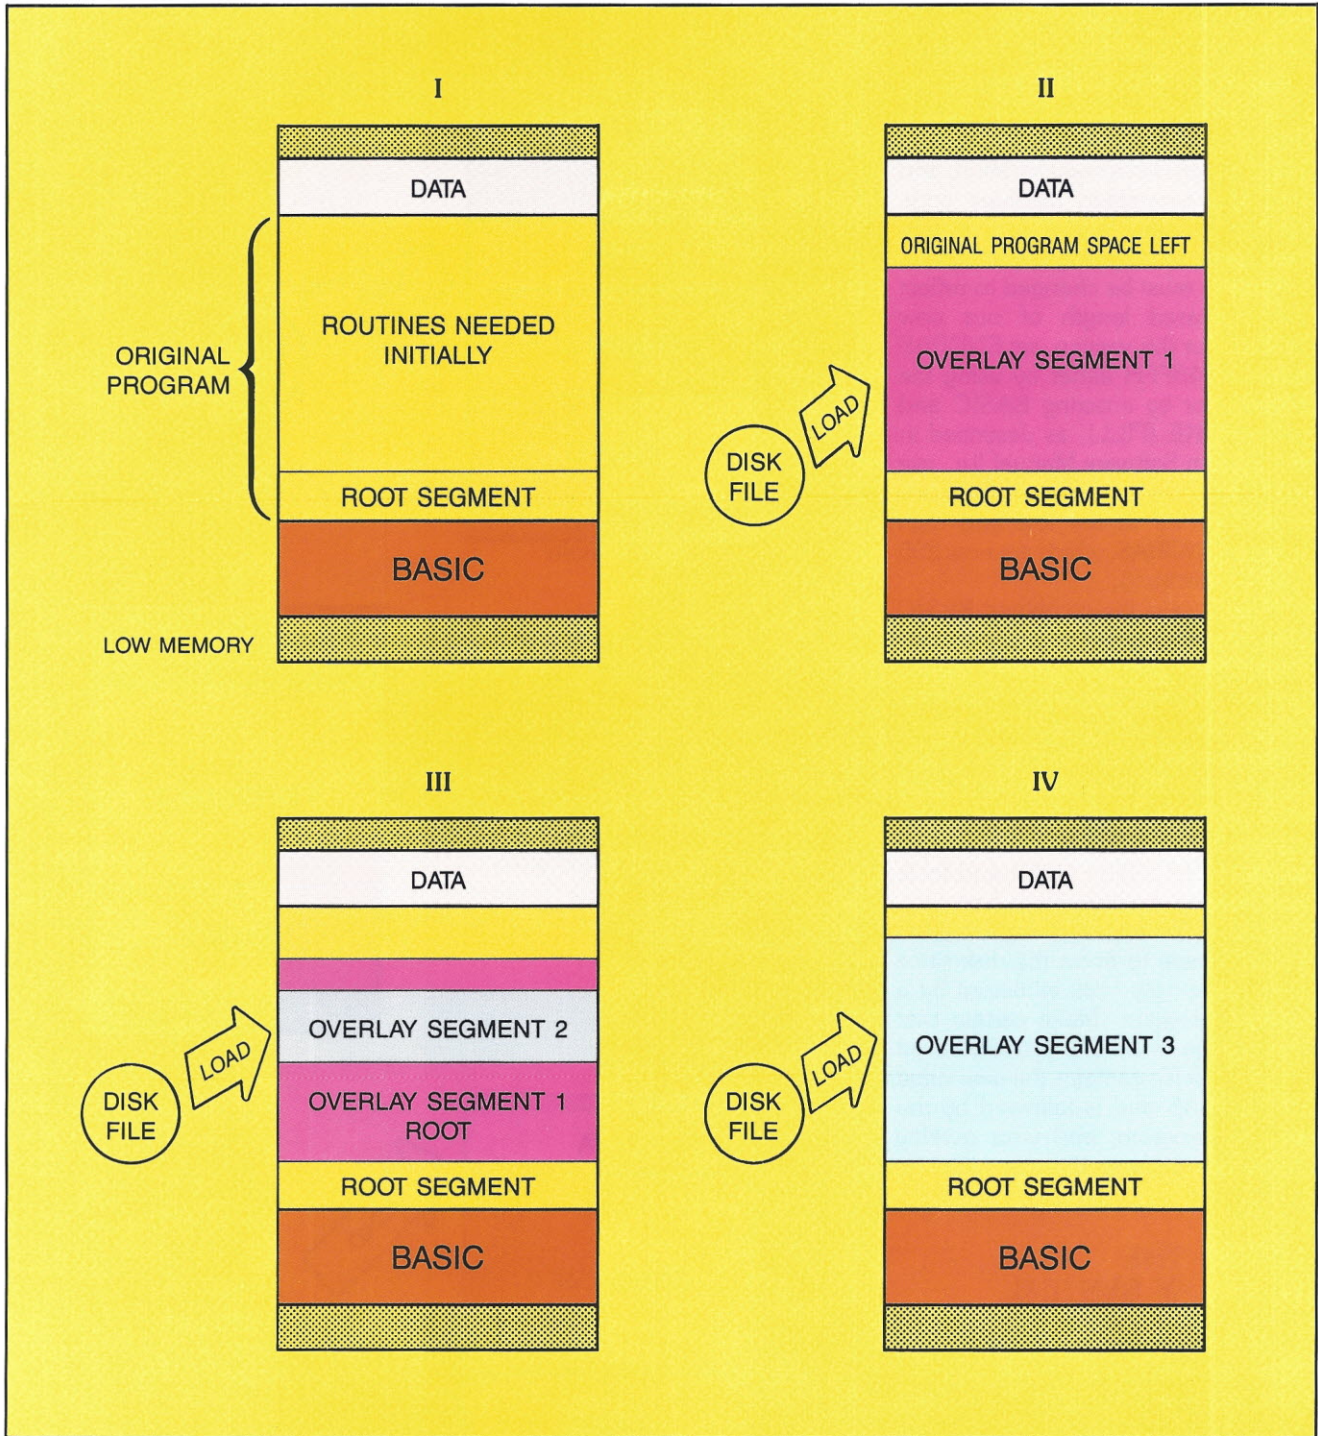 I
DATA
ROUTINES NEEDED
INITIALLY
ORIGINAL
PROGRAM
ROOT SEGMENT
BASIC
LOW MEMORY
II
DATA
ORIGINAL PROGRAM SPACE LEFT
OVERLAY SEGMENT 1
LOAD
DISK
FILE
ROOT SEGMENT
BASIC
III
DATA
OVERLAY SEGMENT 2
LOAD
DISK
FILE
OVERLAY SEGMENT 1
ROOT
ROOT SEGMENT
BASIC
IV
DATA
OVERLAY SEGMENT 3
LOAD
DISK
FILE
ROOT SEGMENT
BASIC